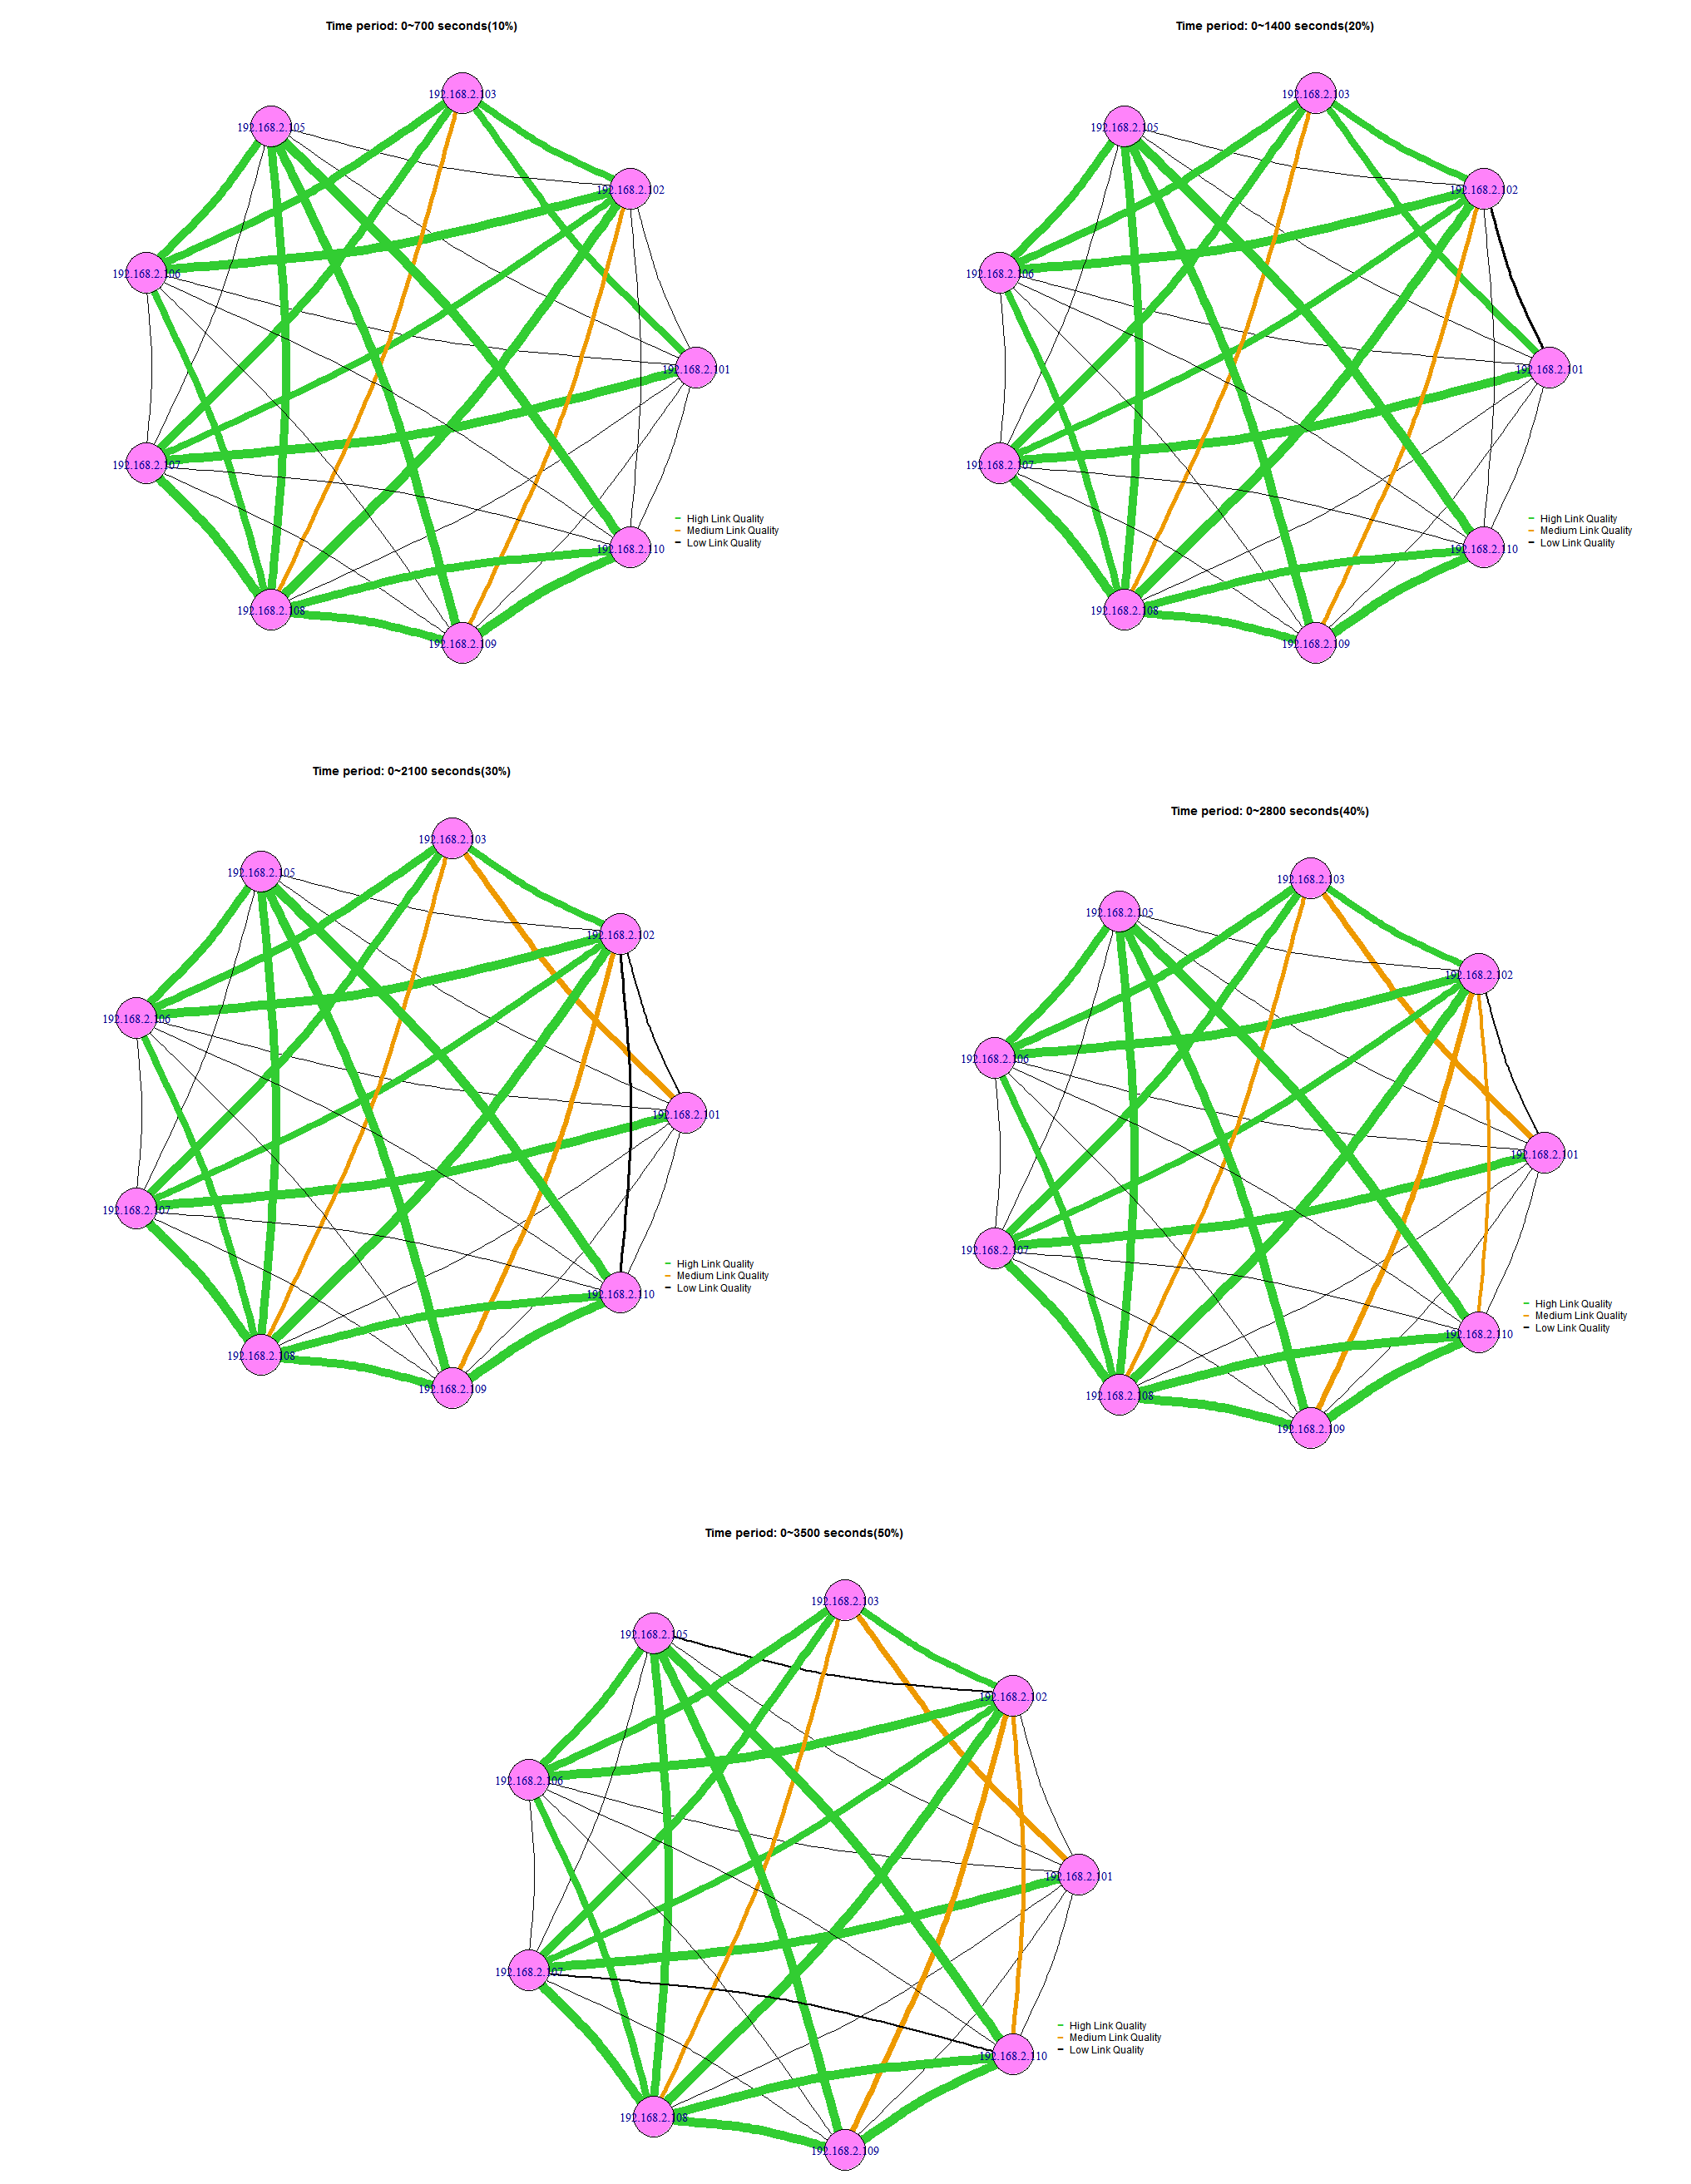 Time period: 0~700 seconds(10%)
192.168.2.103
192.168.2.105
192.168.2.102
192.168.2.106
192.168.2.101
192.168.2.107
High Link Quality
Medium Link Quality
Low Link Quality
192.168.2.110
192.168.2.108
192.168.2.109
Time period: 0~1400 seconds(20%)
192.168.2.103
192.168.2.105
192.168.2.102
192.168.2.106
192.168.2.101
192.168.2.107
High Link Quality
Medium Link Quality
Low Link Quality
192.168.2.110
192.168.2.108
192.168.2.109
Time period: 0~2100 seconds(30%)
192.168.2.103
192.168.2.105
192.168.2.102
192.168.2.106
192.168.2.101
192.168.2.107
High Link Quality
Medium Link Quality
Low Link Quality
192.168.2.110
192.168.2.108
192.168.2.109
Time period: 0~2800 seconds(40%)
192.168.2.103
192.168.2.105
192.168.2.102
192.168.2.106
192.168.2.101
192.168.2.107
High Link Quality
Medium Link Quality
Low Link Quality
192.168.2.110
192.168.2.108
192.168.2.109
Time period: 0~3500 seconds(50%)
192.168.2.103
192.168.2.105
192.168.2.102
192.168.2.106
192.168.2.101
192.168.2.107
High Link Quality
Medium Link Quality
Low Link Quality
192.168.2.110
192.168.2.108
192.168.2.109